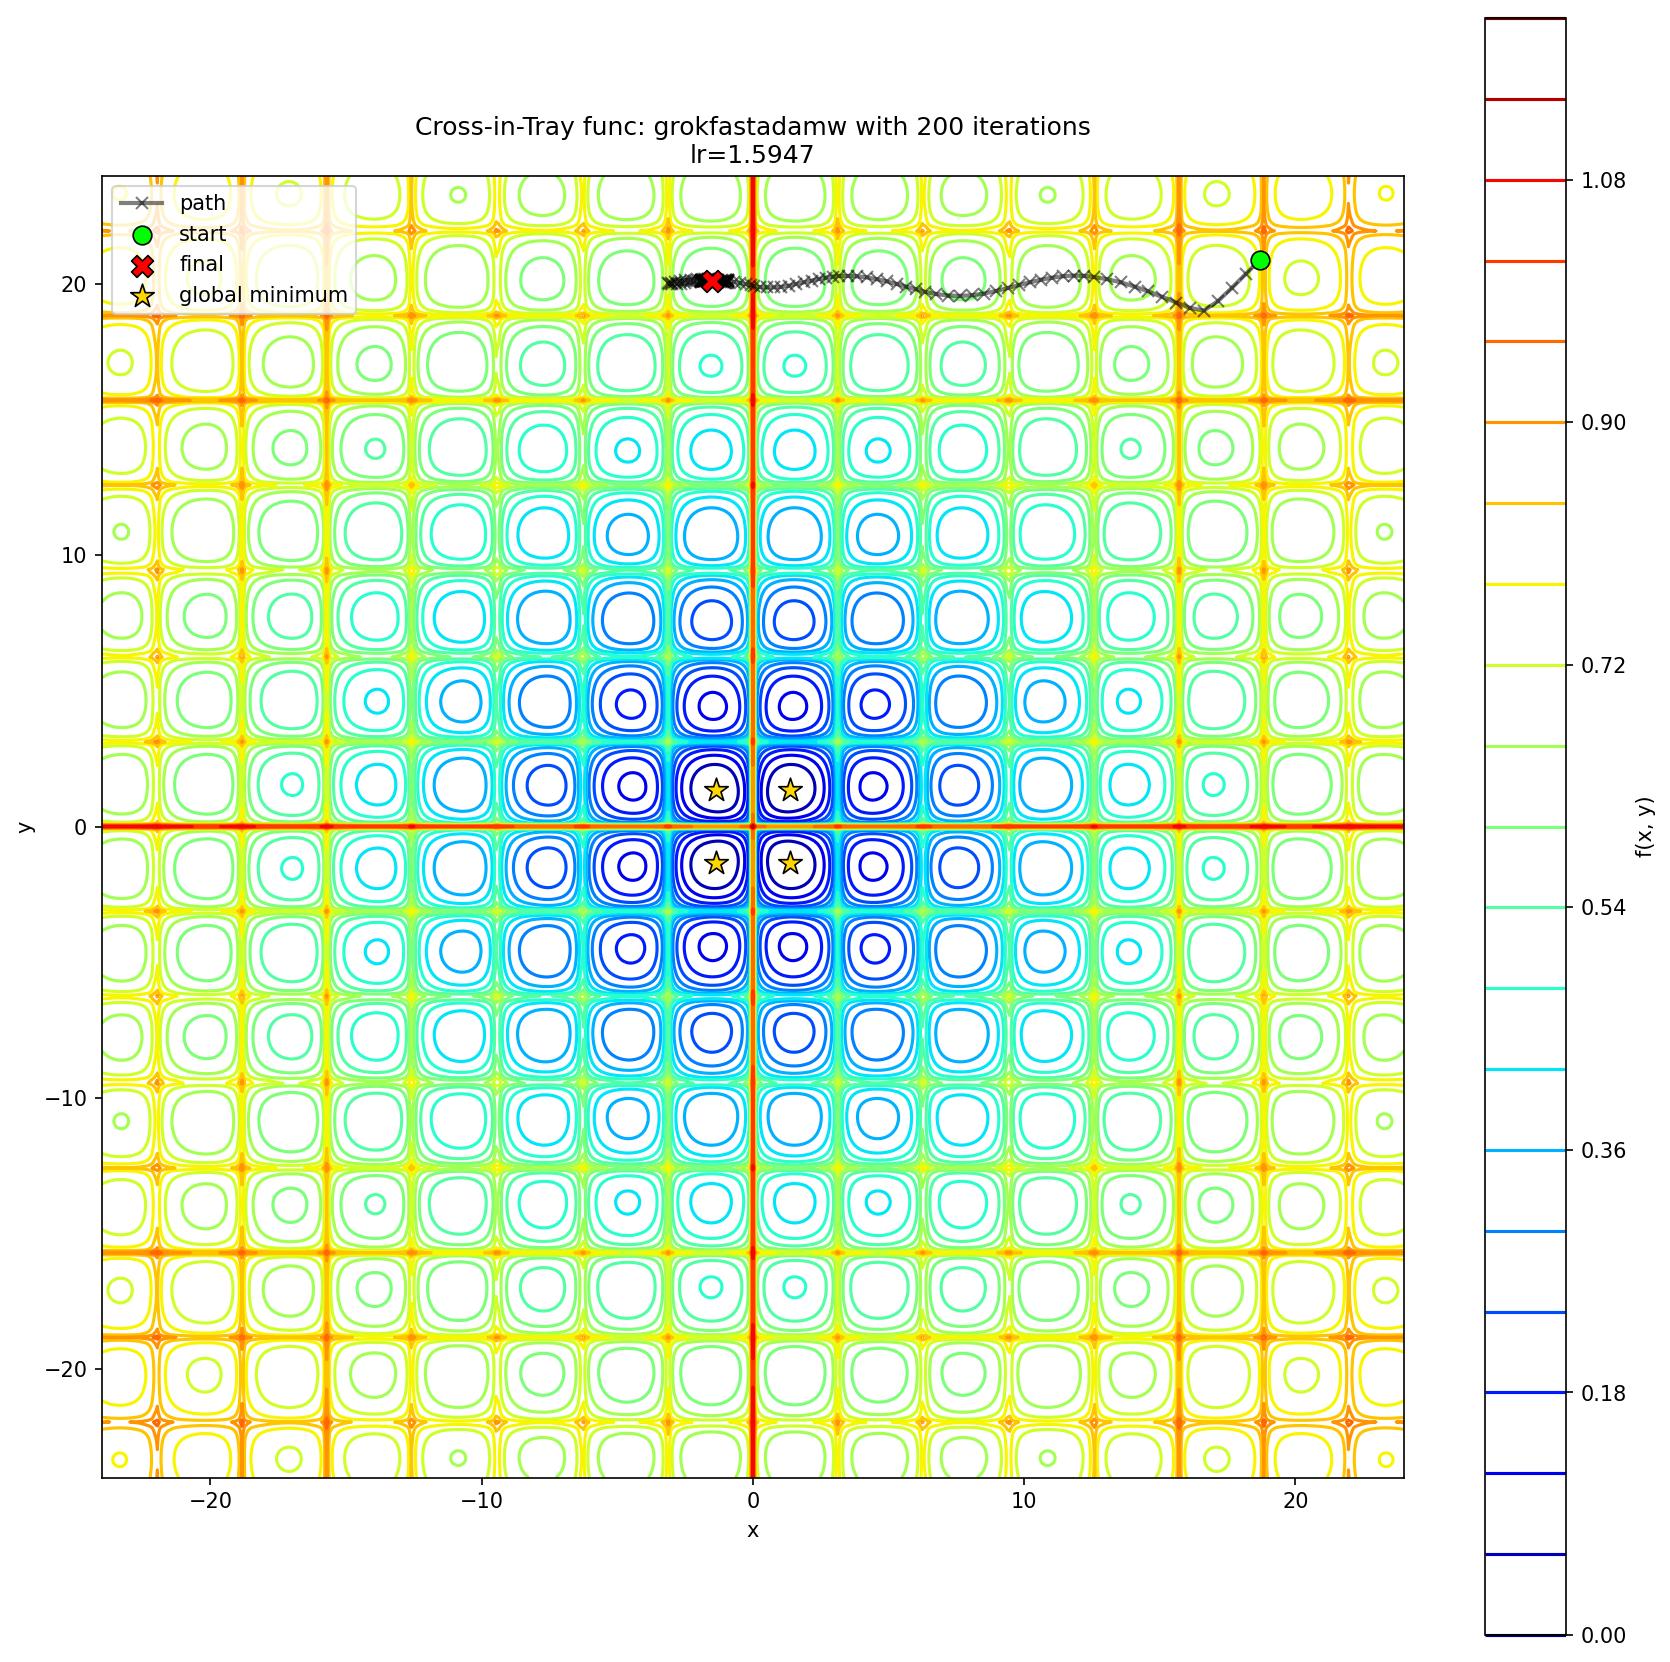 Cross-in-Tray func: grokfastadamw with 200 iterations
lr=1.5947
path
start
final
global minimum
20
10
0
−10
−20
y
−20
−10
0
10
20
x
1.08
0.90
0.72
0.54
0.36
0.18
0.00
f(x, y)